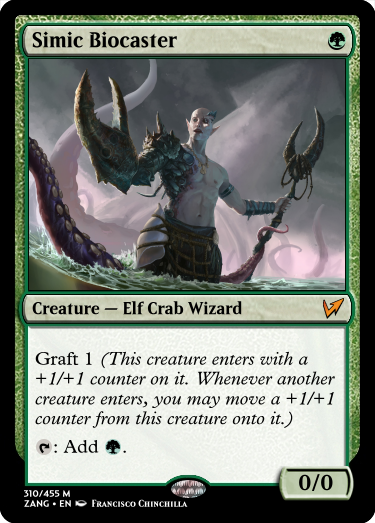 Simic Biocaster
Creature — Elf Crab Wizard
Graft 1 (This creature enters with a
+1/+1 counter on it. Whenever another
creature enters, you may move a +1/+1
counter from this creature onto it.)
: Add .
0/0
310/455 M
ZANG • EN Francisco Chinchilla